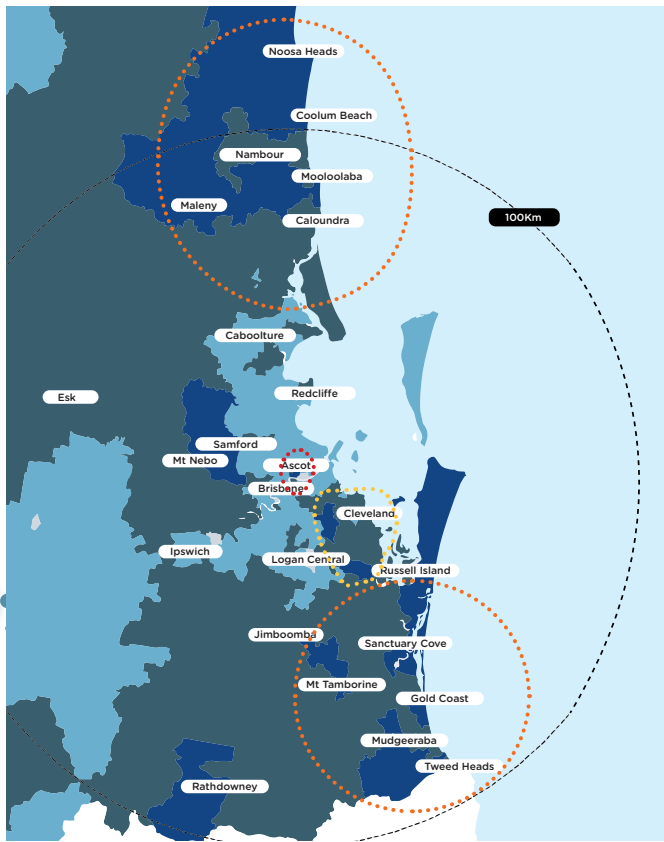 Noosa Heads
Coolum Beach
Nambour
Mooloolaba
Maleny
Caloundra
100Km
Caboolture
Esk
Redcliffe
Samford
Mt Nebo
Ascot
Brisbane
Cleveland
Ipswich
Logan Central
Russell Island
Jimboomba
Sanctuary Cove
Mt Tamborine
Gold Coast
Mudgeeraba
Tweed Heads
Rathdowney